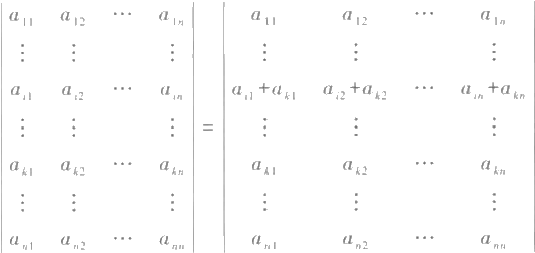 | a₁₁ a₁₂ ⋯ a₁ₙ | | a₁₁ a₁₂ ⋯ a₁ₙ |
| ⋮ ⋮ ⋮ | | ⋮ ⋮ ⋮ |
| aᵢ₁ aᵢ₂ ⋯ aᵢₙ | | aᵢ₁+aₖ₁ aᵢ₂+aₖ₂ ⋯ aᵢₙ+aₖₙ |
| ⋮ ⋮ ⋮ | = | ⋮ ⋮ ⋮ |
| aₖ₁ aₖ₂ ⋯ aₖₙ | | aₖ₁ aₖ₂ ⋯ aₖₙ |
| ⋮ ⋮ ⋮ | | ⋮ ⋮ ⋮ |
| aₙ₁ aₙ₂ ⋯ aₙₙ | | aₙ₁ aₙ₂ ⋯ aₙₙ |